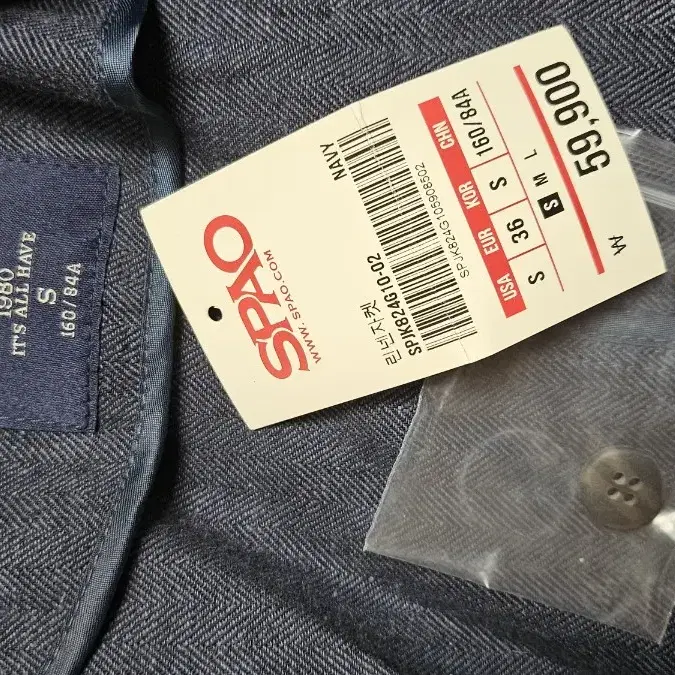 1980
IT'S ALL HAVE
S
160/84A
SPAO
WWW.SPAO.COM
NAVY
린넨자켓
SPJK824G10-02
SPJK824G105908502
USA EUR KOR CHN
S 36 S 160/84A
S M L
59,900
W